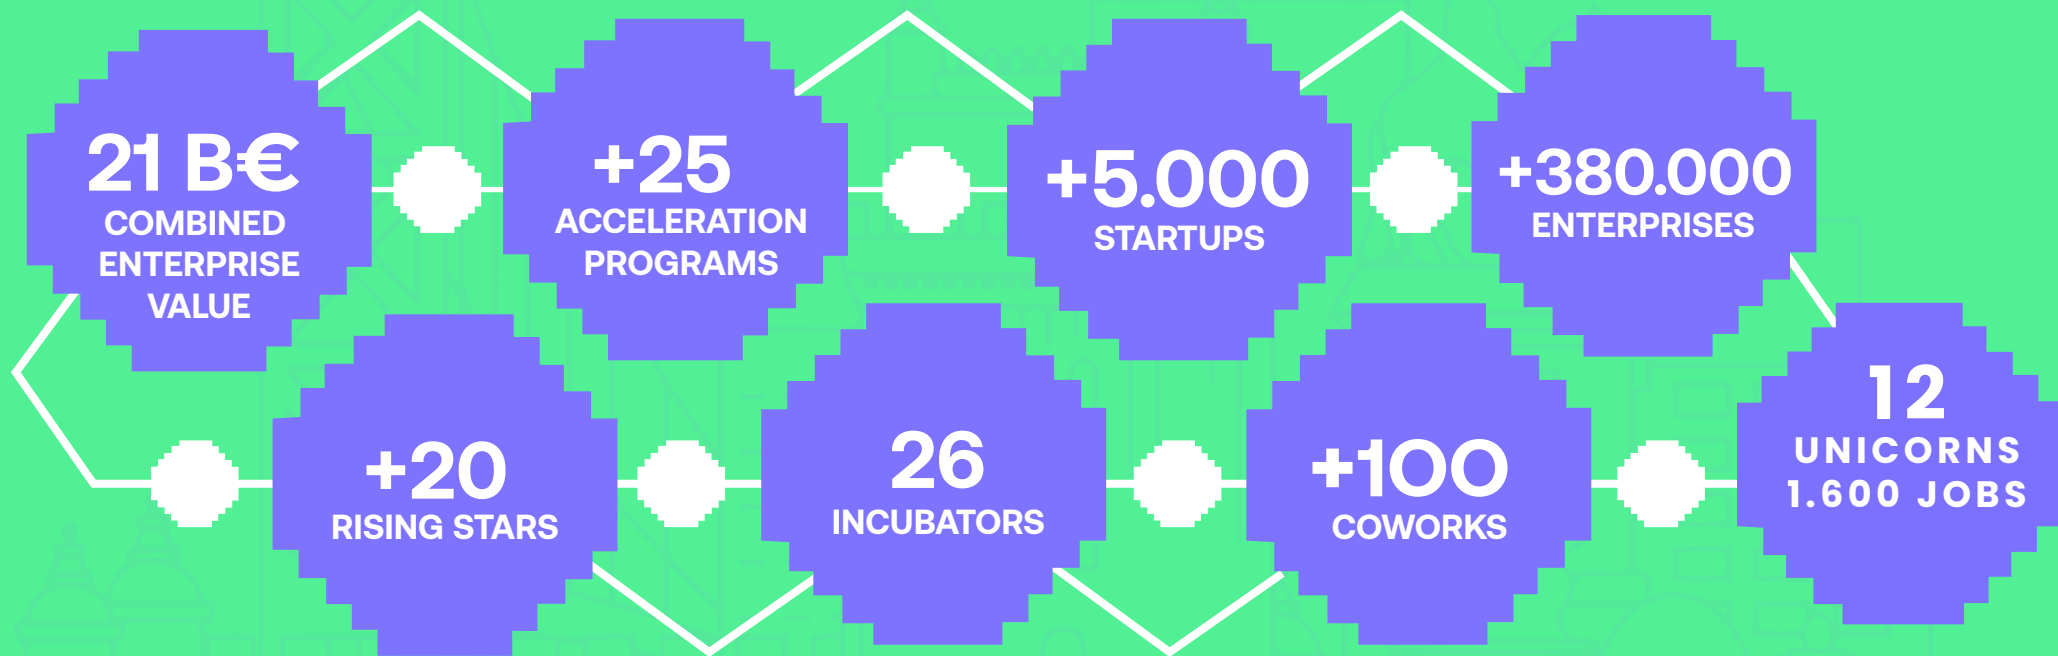 21 B€
COMBINED
ENTERPRISE
VALUE
+25
ACCELERATION
PROGRAMS
+5.000
STARTUPS
+380.000
ENTERPRISES
+20
RISING STARS
26
INCUBATORS
+100
COWORKS
12
UNICORNS
1.600 JOBS